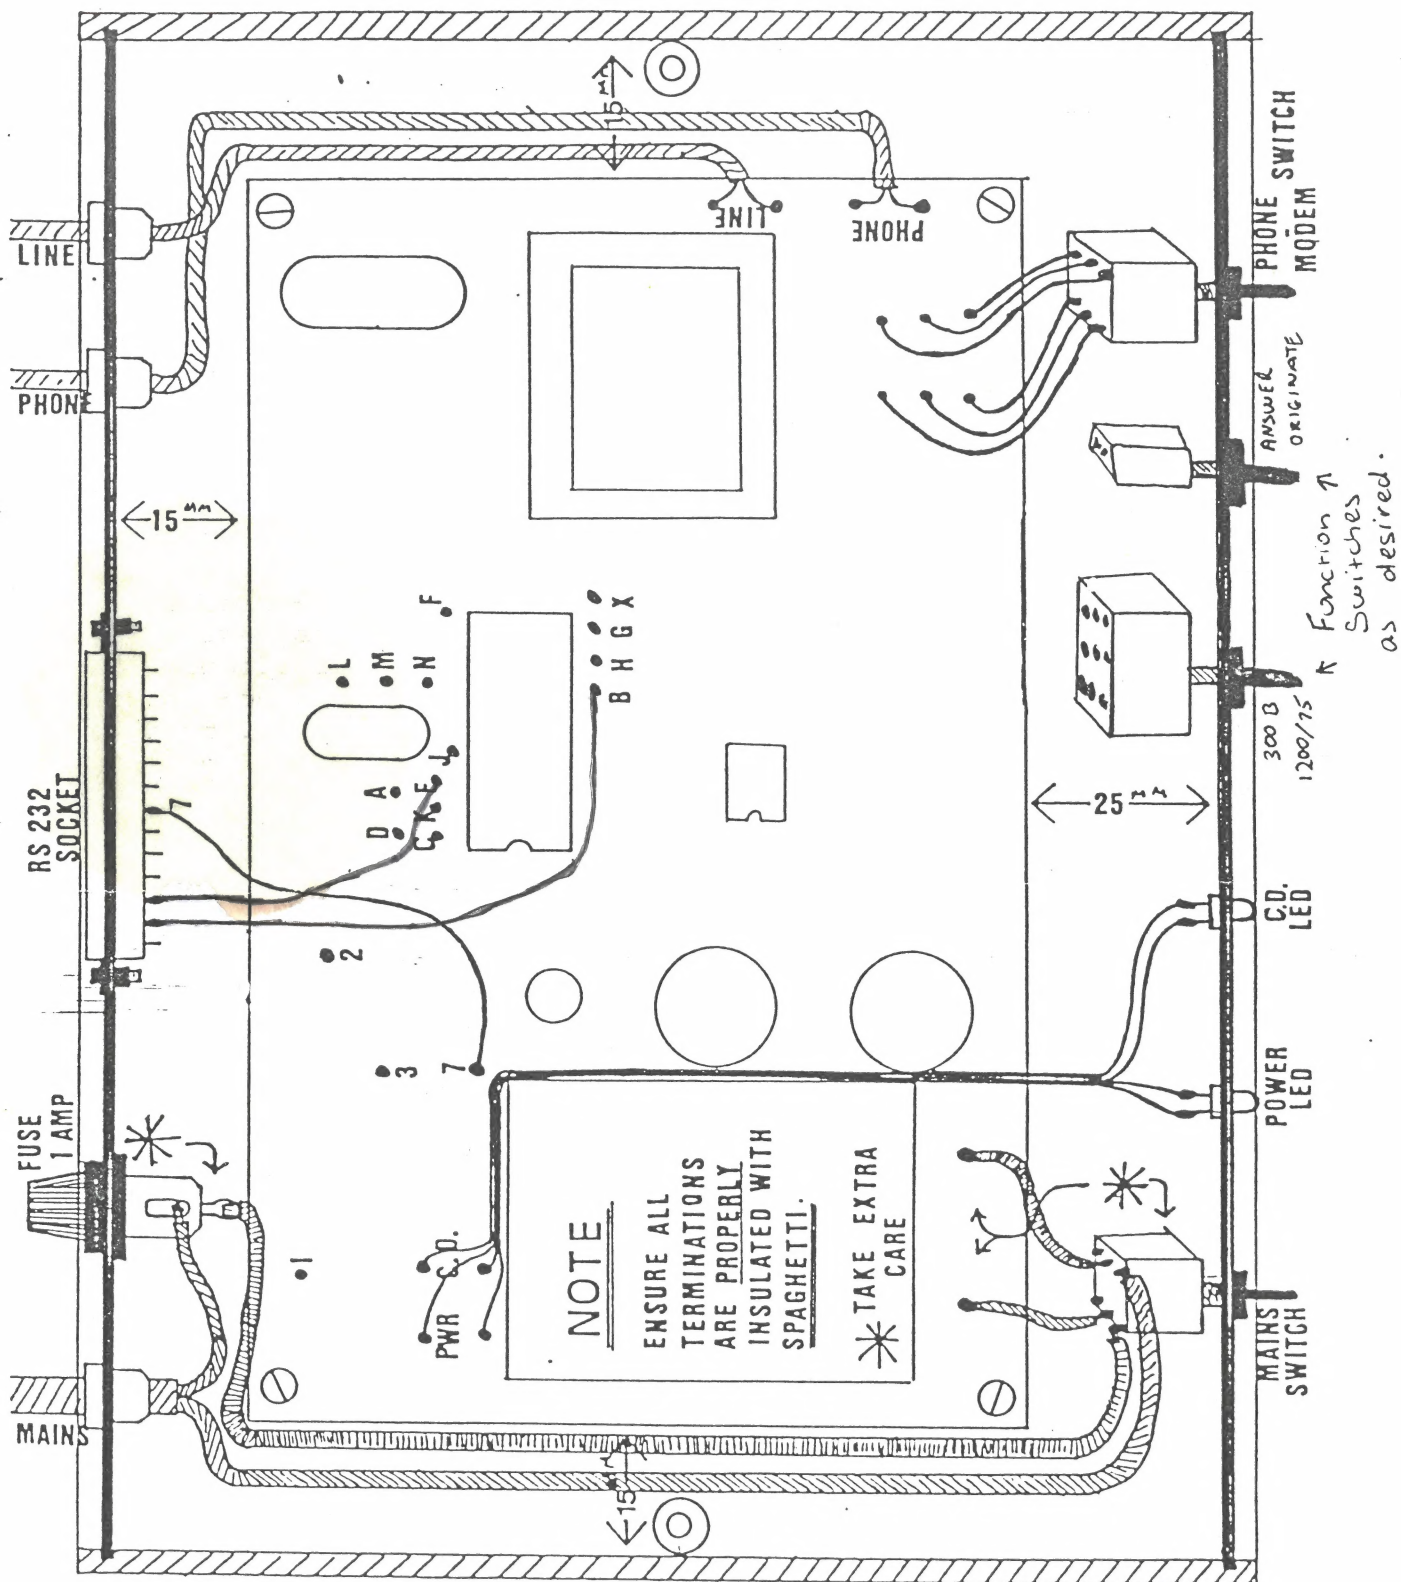 LINE
PHONE
RS 232
SOCKET
FUSE
1 AMP
MAINS
15 MM
15 MM
LINE
PHONE
PHONE SWITCH
MODEM
ANSWER
ORIGINATE
↖ Function ↗
Switches
as desired.
300 B
1200/75
25 MM
C.D.
LED
POWER
LED
MAINS
SWITCH
15
L
M
N
F
D A
C K E J
B H G X
7
2
3
7
1
PWR C.D.
NOTE
ENSURE ALL
TERMINATIONS
ARE PROPERLY
INSULATED WITH
SPAGHETTI.
TAKE EXTRA
CARE